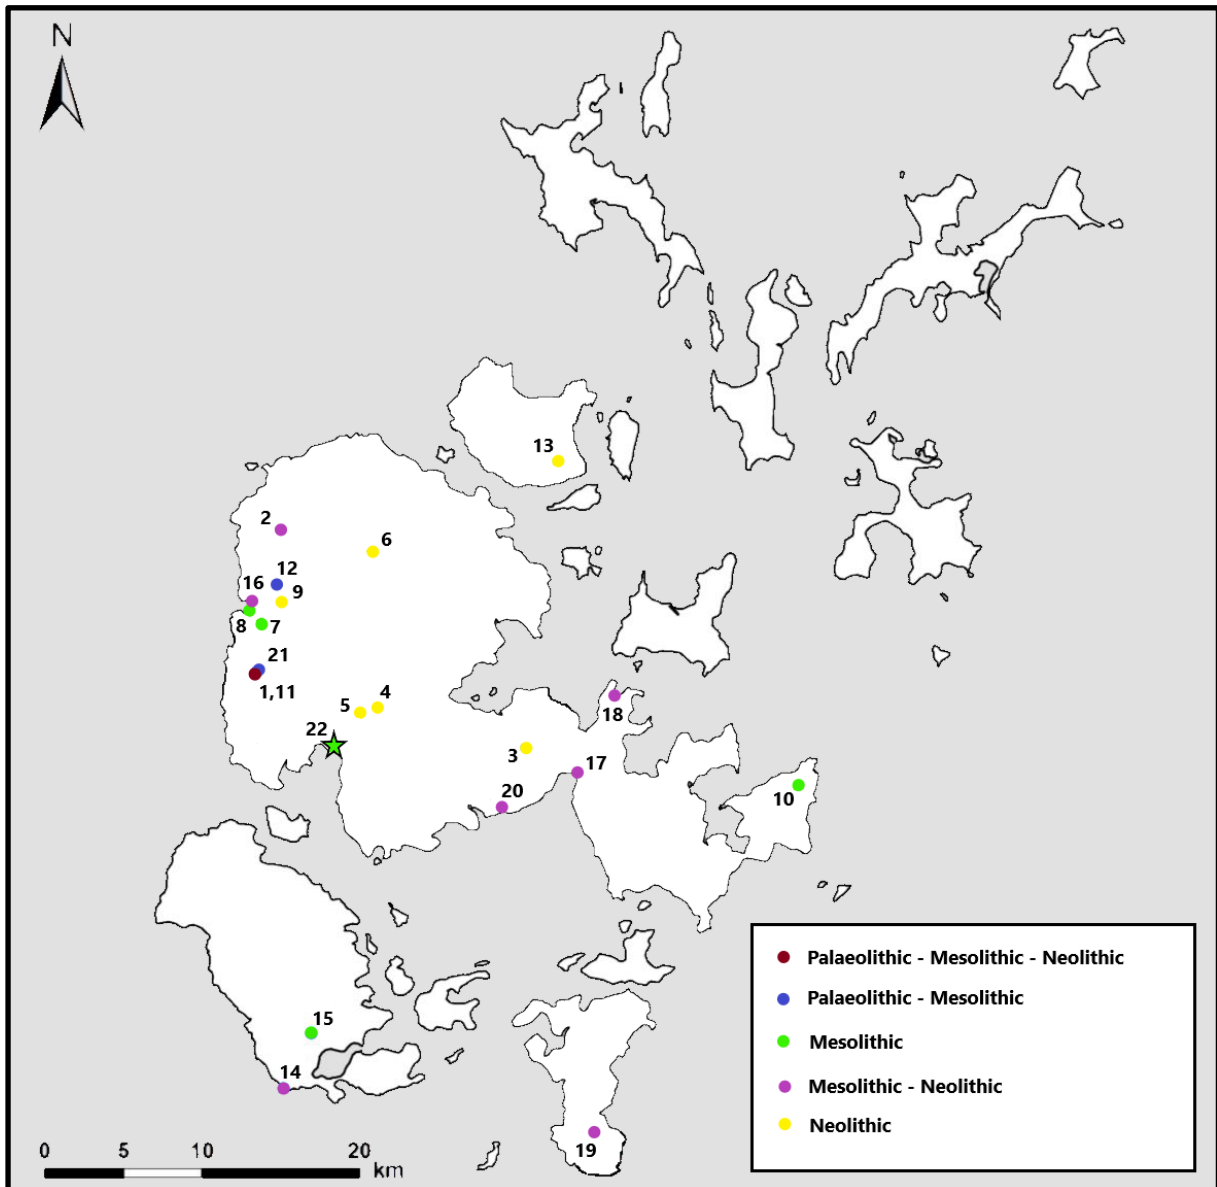 N
13
2
6
12
16
9
8
7
21
1,11
5
4
18
22
3
17
20
10
15
14
19
Palaeolithic - Mesolithic - Neolithic
Palaeolithic - Mesolithic
Mesolithic
Mesolithic - Neolithic
Neolithic
0 5 10 20
km